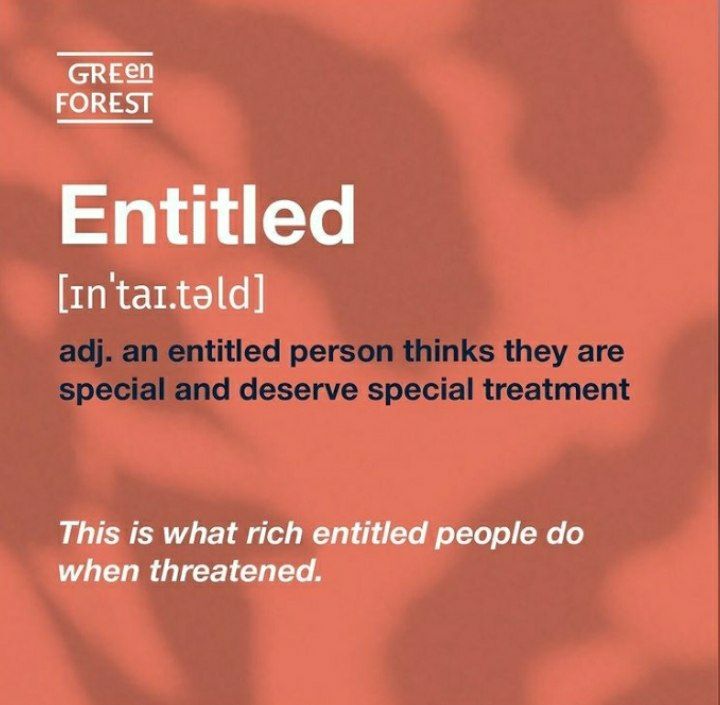 GREen
FOREST
Entitled
[ɪnˈtaɪ.təld]
adj. an entitled person thinks they are
special and deserve special treatment
This is what rich entitled people do
when threatened.